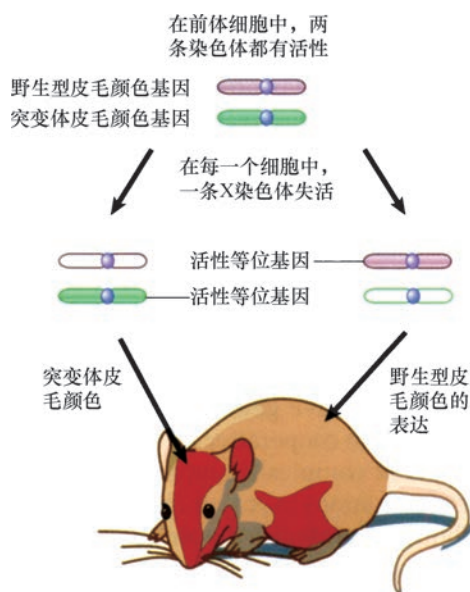 在前体细胞中，两
条染色体都有活性
野生型皮毛颜色基因
突变体皮毛颜色基因
在每一个细胞中，
一条X染色体失活
活性等位基因
活性等位基因
突变体皮
毛颜色
野生型皮
毛颜色的
表达